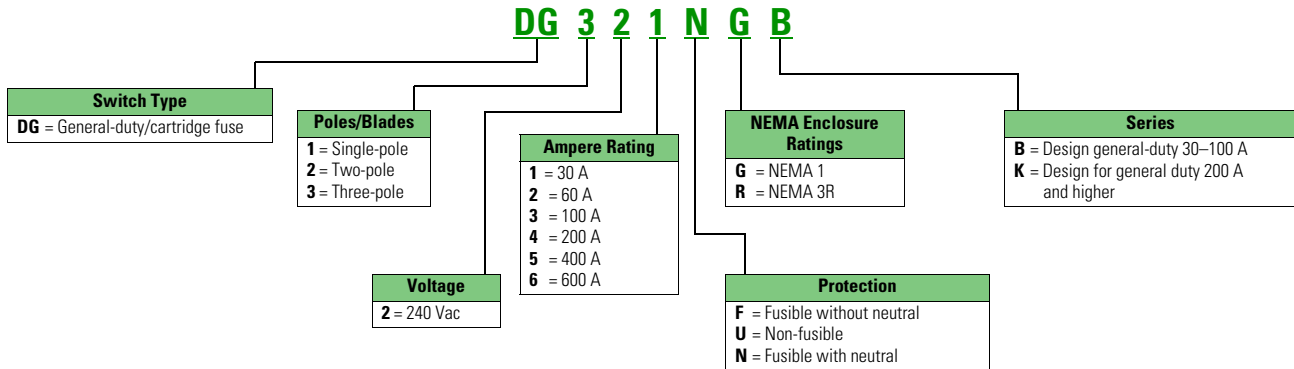 DG 3 2 1 N G B
Switch Type
DG = General-duty/cartridge fuse
Poles/Blades
1 = Single-pole
2 = Two-pole
3 = Three-pole
Voltage
2 = 240 Vac
Ampere Rating
1 = 30 A
2 = 60 A
3 = 100 A
4 = 200 A
5 = 400 A
6 = 600 A
NEMA Enclosure
Ratings
G = NEMA 1
R = NEMA 3R
Protection
F = Fusible without neutral
U = Non-fusible
N = Fusible with neutral
Series
B = Design general-duty 30–100 A
K = Design for general duty 200 A
and higher